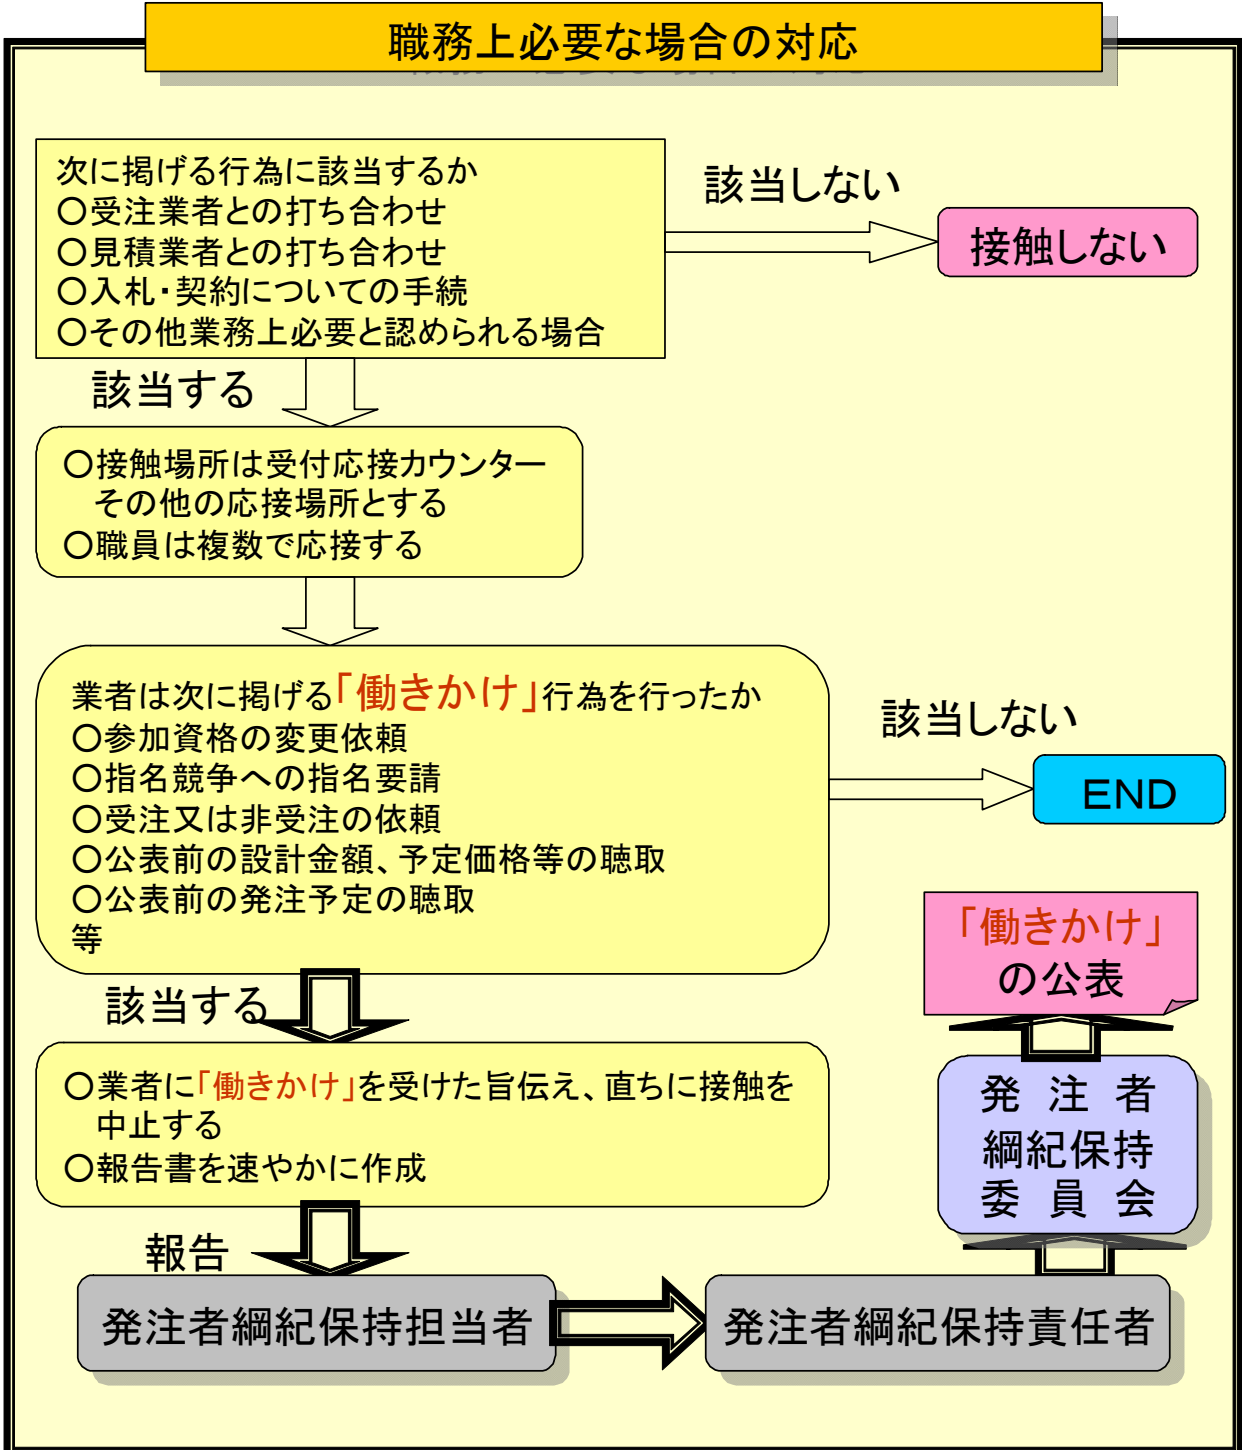 職務上必要な場合の対応
次に掲げる行為に該当するか
○受注業者との打ち合わせ
○見積業者との打ち合わせ
○入札・契約についての手続
○その他業務上必要と認められる場合
該当しない
接触しない
該当する
○接触場所は受付応接カウンター
その他の応接場所とする
○職員は複数で応接する
業者は次に掲げる「働きかけ」行為を行ったか
○参加資格の変更依頼
○指名競争への指名要請
○受注又は非受注の依頼
○公表前の設計金額、予定価格等の聴取
○公表前の発注予定の聴取
等
該当しない
END
該当する
○業者に「働きかけ」を受けた旨伝え、直ちに接触を
中止する
○報告書を速やかに作成
報告
発注者綱紀保持担当者
発注者綱紀保持責任者
発 注 者
綱紀保持
委 員 会
「働きかけ」
の公表